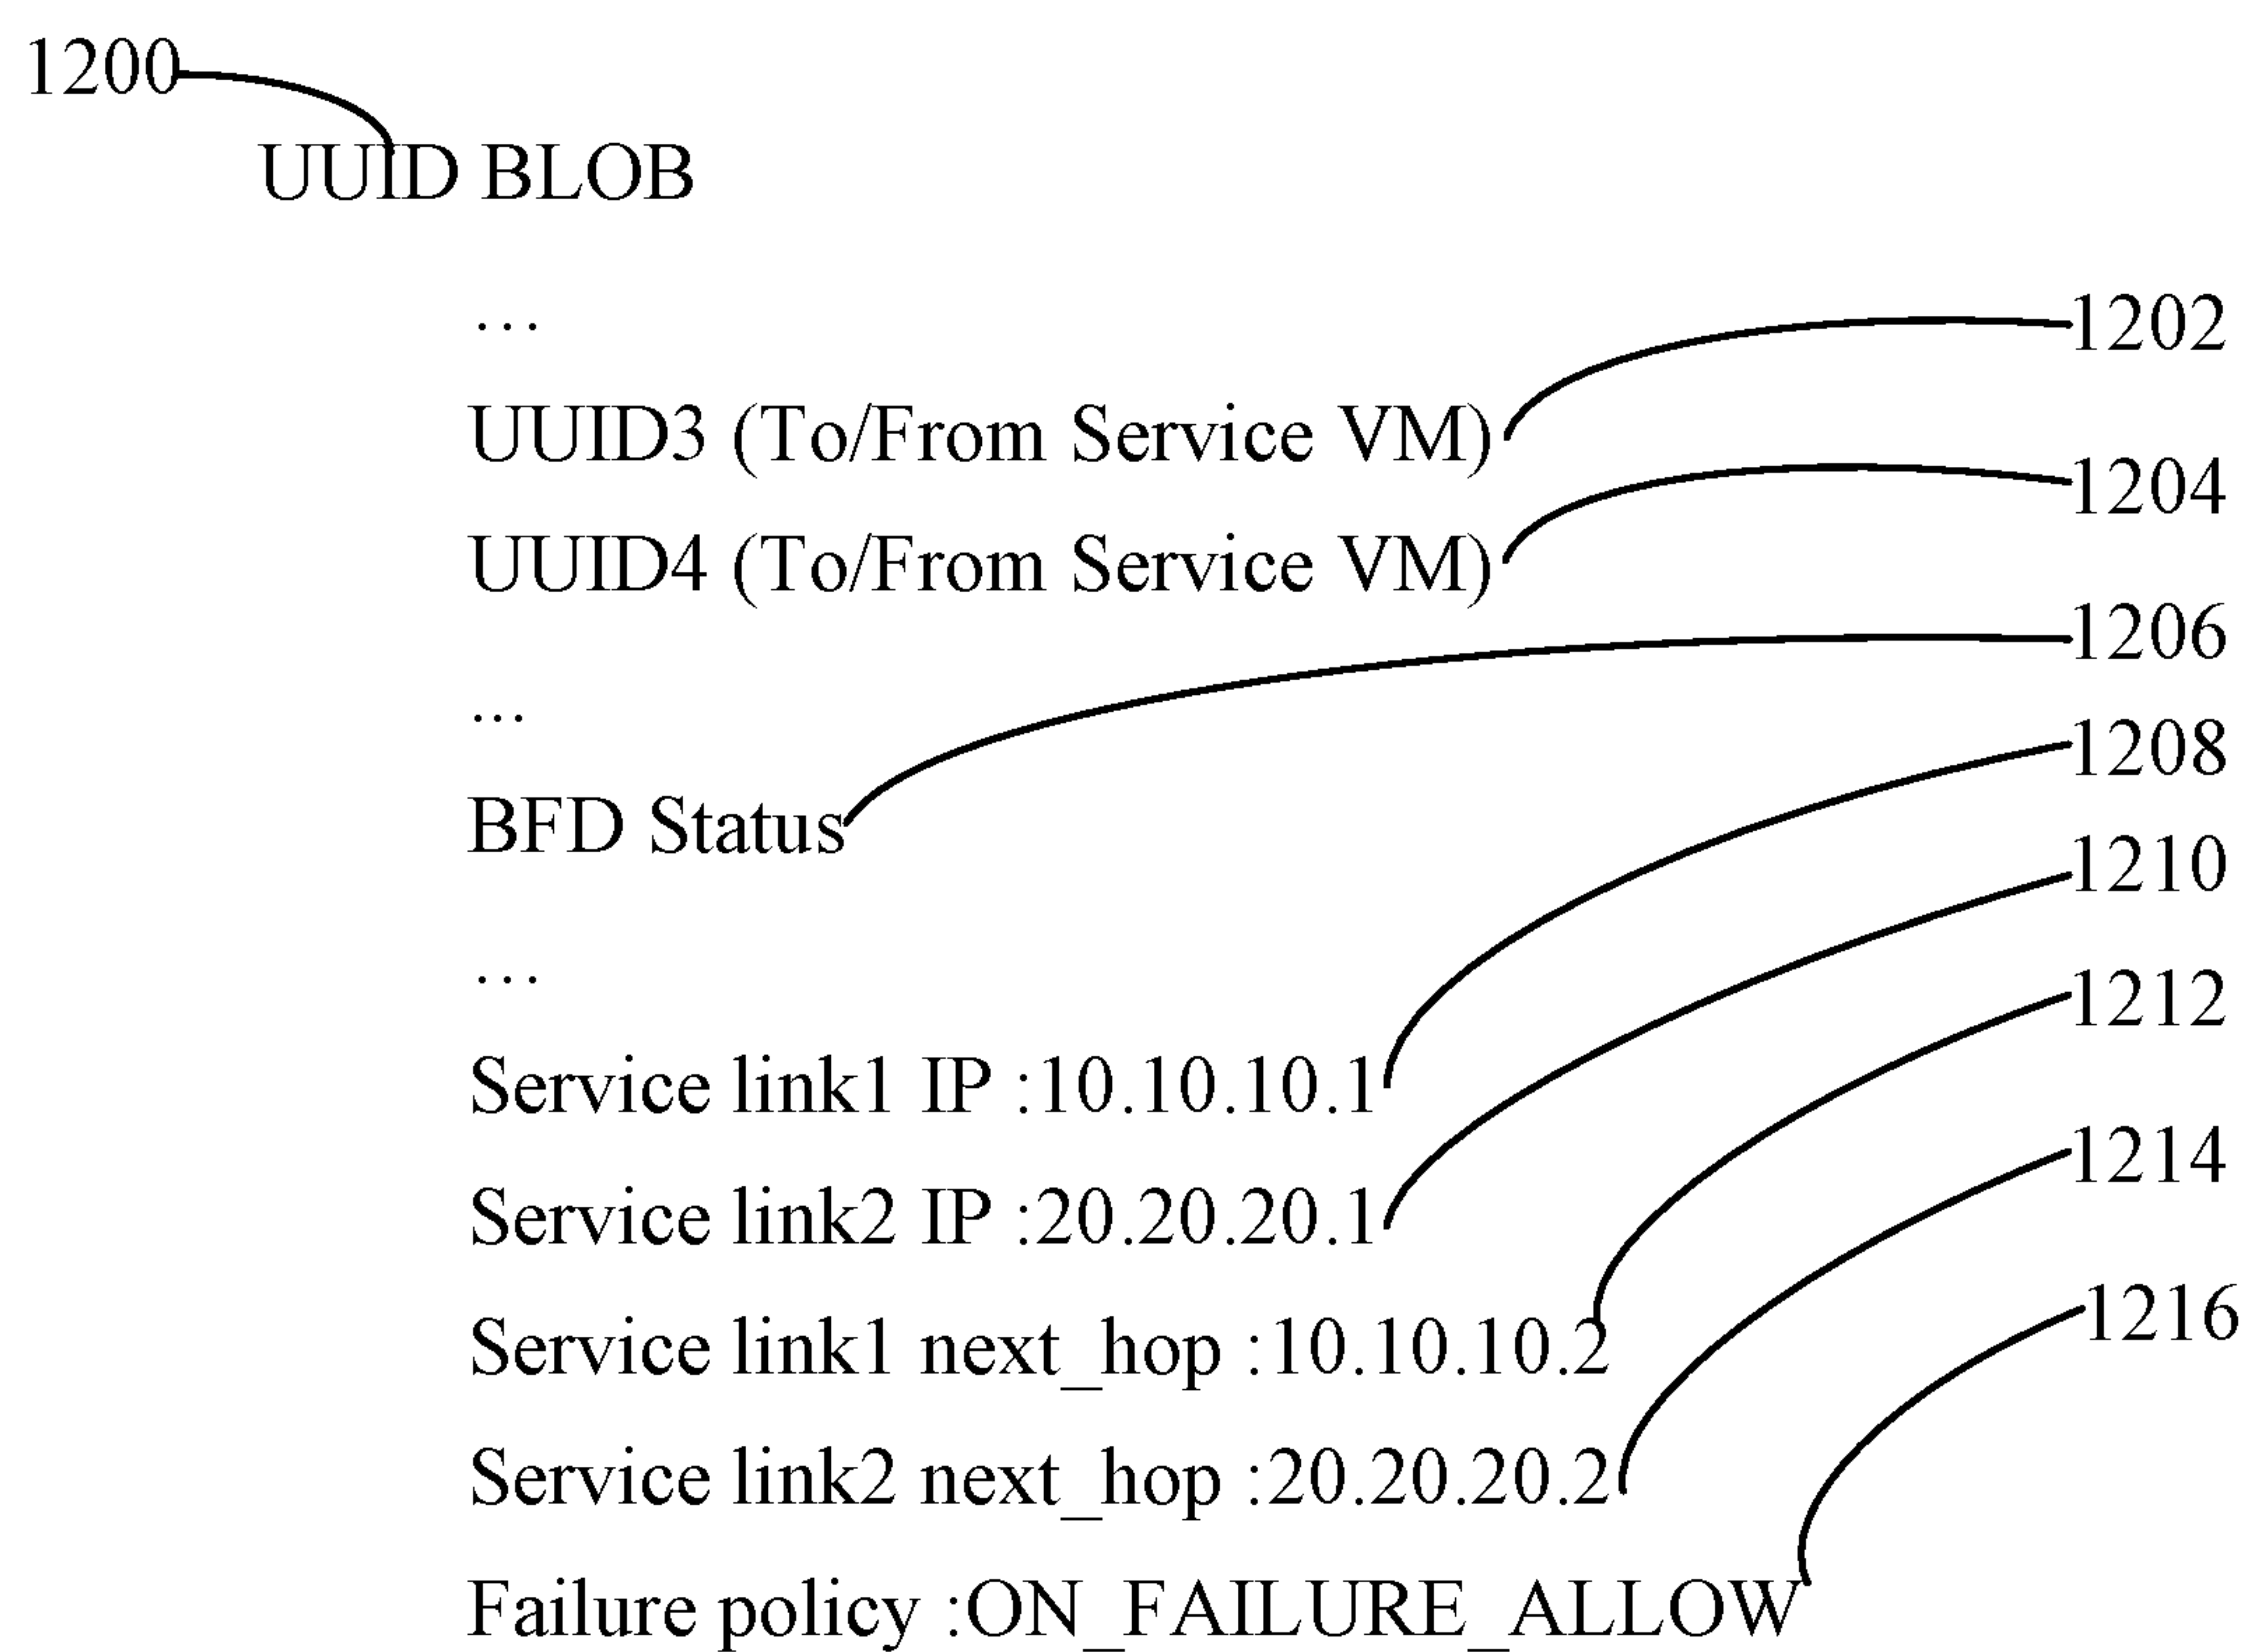 1200
UUID BLOB
...
1202
UUID3 (To/From Service VM)
1204
UUID4 (To/From Service VM)
1206
...
1208
BFD Status
1210
...
1212
Service link1 IP :10.10.10.1
1214
Service link2 IP :20.20.20.1
1216
Service link1 next_hop :10.10.10.2
Service link2 next_hop :20.20.20.2
Failure policy :ON_FAILURE_ALLOW